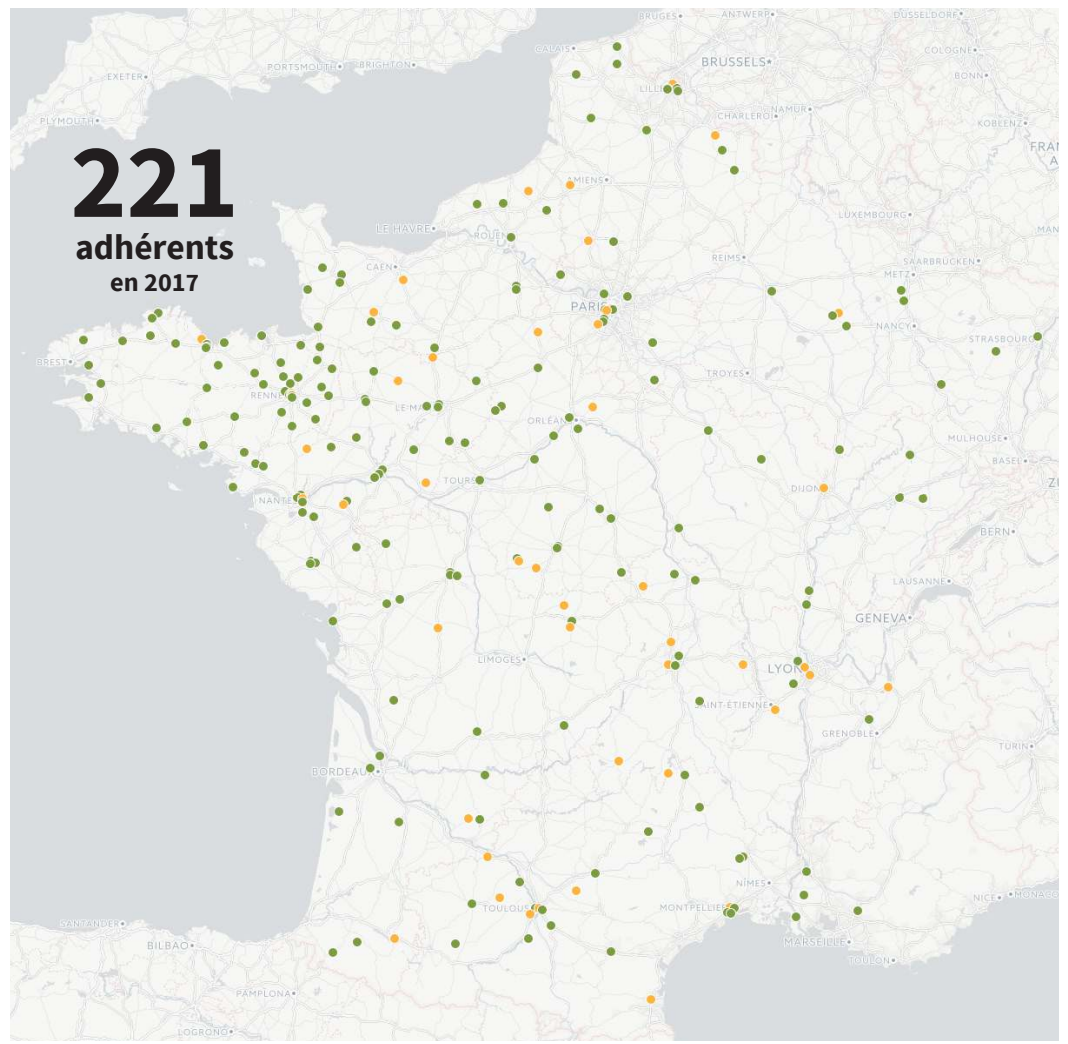 BRUGES
ANTWERP
DÜSSELDORF
CALAIS
COLOGNE
PORTSMOUTH
BRIGHTON
BRUSSELS
EXETER
BONN
LILLE
NAMUR
CHARLEROI
PLYMOUTH
KOBLENZ
221
adhérents
en 2017
AMIENS
LUXEMBOURG
LE HAVRE
ROUEN
REIMS
SAARBRÜCKEN
CAEN
METZ
PARIS
NANCY
STRASBOURG
BREST
TROYES
RENN
LE MA
ORLÉANS
MULHOUSE
BASEL
TOURS
DIJON
NANTES
BERN
LAUSANNE
GENEVA
LIMOGES
LYON
SAINT-ÉTIENNE
GRENOBLE
TURIN
BORDEAUX
NÎMES
TOULOUS
MONTPELLIER
NICE
MONACO
SANTANDER
BILBAO
MARSEILLE
TOULON
PAMPLONA
LOGROÑO